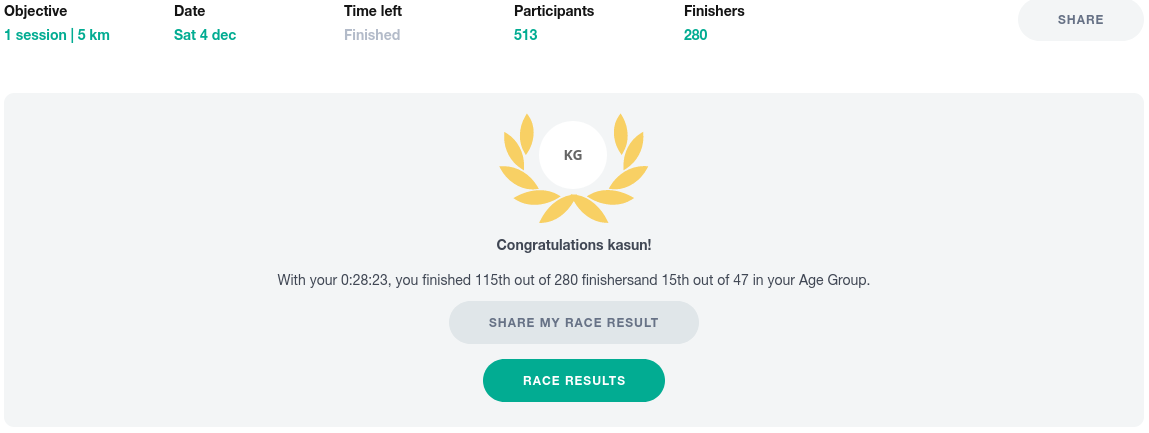 Objective Date Time left Participants Finishers SHARE
1 session | 5 km Sat 4 dec Finished 513 280
KG
Congratulations kasun!
With your 0:28:23, you finished 115th out of 280 finishersand 15th out of 47 in your Age Group.
SHARE MY RACE RESULT
RACE RESULTS